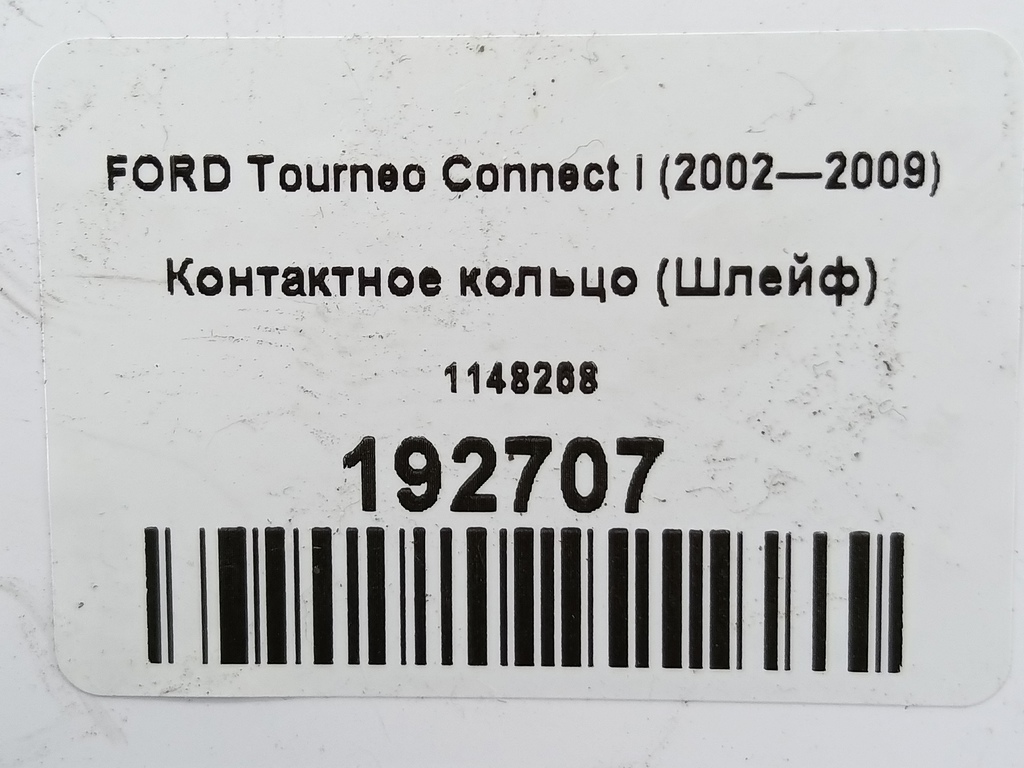 FORD Tourneo Connect I (2002—2009)
Контактное кольцо (Шлейф)
1148268
192707